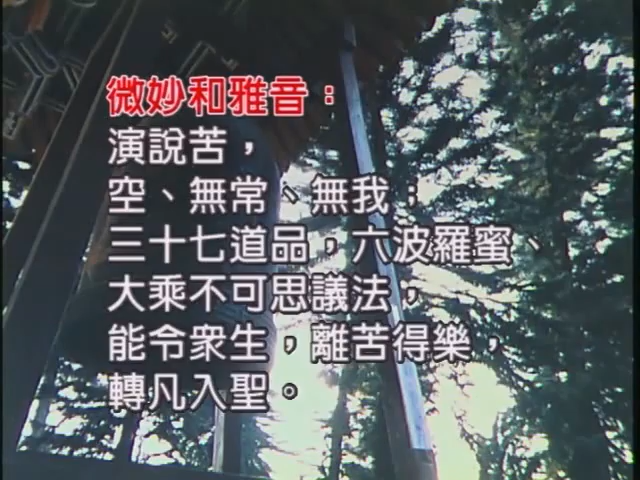 微妙和雅音：
演說苦，
空、無常、無我；
三十七道品，六波羅蜜、
大乘不可思議法，
能令眾生，離苦得樂，
轉凡入聖。